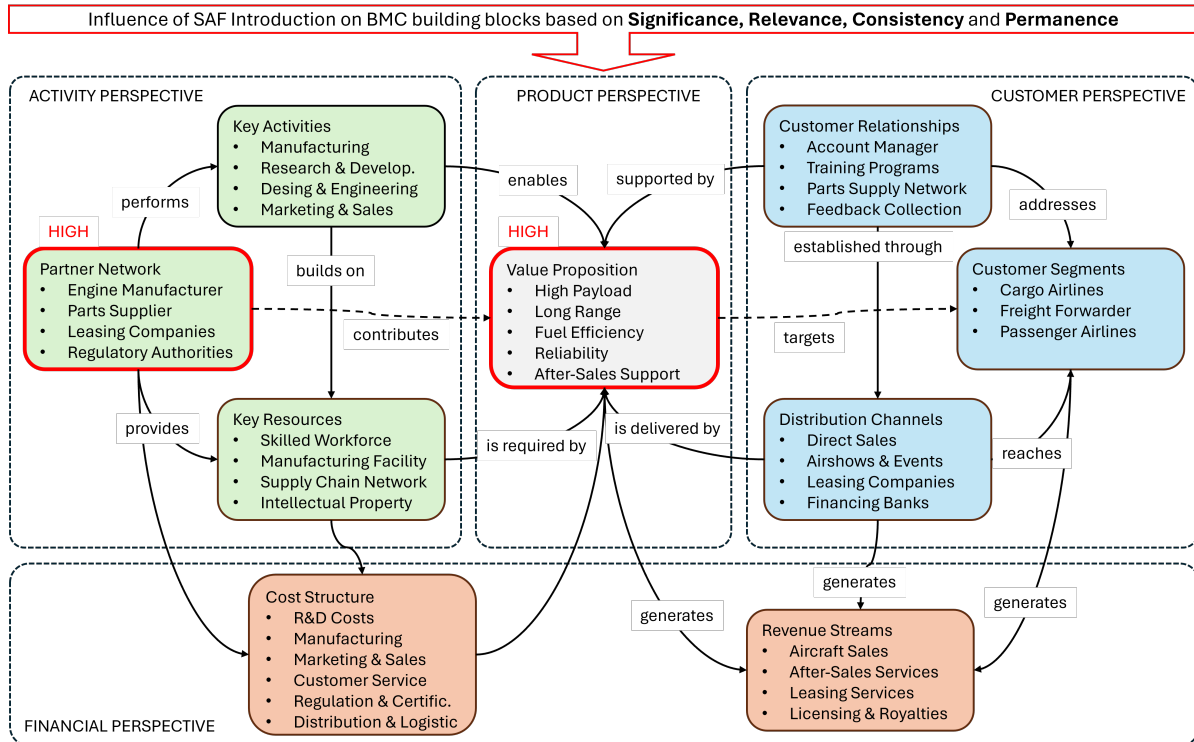 Influence of SAF Introduction on BMC building blocks based on Significance, Relevance, Consistency and Permanence
ACTIVITY PERSPECTIVE
PRODUCT PERSPECTIVE
CUSTOMER PERSPECTIVE
Key Activities
• Manufacturing
• Research & Develop.
• Desing & Engineering
• Marketing & Sales
Customer Relationships
• Account Manager
• Training Programs
• Parts Supply Network
• Feedback Collection
performs
enables
supported by
addresses
HIGH
HIGH
builds on
established through
Partner Network
• Engine Manufacturer
• Parts Supplier
• Leasing Companies
• Regulatory Authorities
Value Proposition
• High Payload
• Long Range
• Fuel Efficiency
• Reliability
• After-Sales Support
Customer Segments
• Cargo Airlines
• Freight Forwarder
• Passenger Airlines
contributes
targets
provides
Key Resources
• Skilled Workforce
• Manufacturing Facility
• Supply Chain Network
• Intellectual Property
is required by
is delivered by
Distribution Channels
• Direct Sales
• Airshows & Events
• Leasing Companies
• Financing Banks
reaches
Cost Structure
• R&D Costs
• Manufacturing
• Marketing & Sales
• Customer Service
• Regulation & Certific.
• Distribution & Logistic
generates
generates
generates
Revenue Streams
• Aircraft Sales
• After-Sales Services
• Leasing Services
• Licensing & Royalties
FINANCIAL PERSPECTIVE